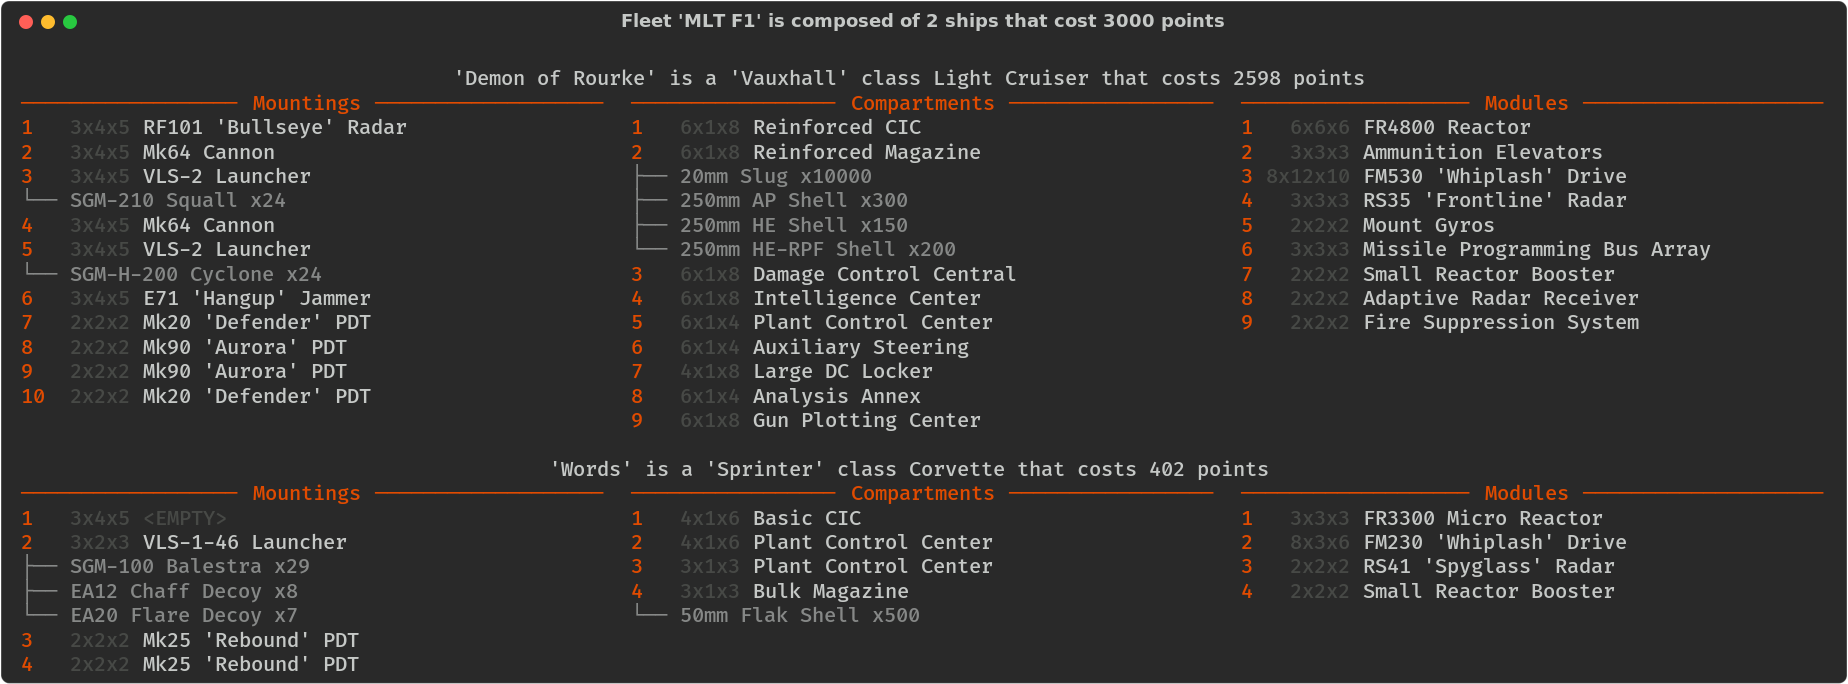 Fleet 'MLT F1' is composed of 2 ships that cost 3000 points
'Demon of Rourke' is a 'Vauxhall' class Light Cruiser that costs 2598 points
Mountings
1 3x4x5 RF101 'Bullseye' Radar
2 3x4x5 Mk64 Cannon
3 3x4x5 VLS-2 Launcher
SGM-210 Squall x24
4 3x4x5 Mk64 Cannon
5 3x4x5 VLS-2 Launcher
SGM-H-200 Cyclone x24
6 3x4x5 E71 'Hangup' Jammer
7 2x2x2 Mk20 'Defender' PDT
8 2x2x2 Mk90 'Aurora' PDT
9 2x2x2 Mk90 'Aurora' PDT
10 2x2x2 Mk20 'Defender' PDT
Compartments
1 6x1x8 Reinforced CIC
2 6x1x8 Reinforced Magazine
20mm Slug x10000
250mm AP Shell x300
250mm HE Shell x150
250mm HE-RPF Shell x200
3 6x1x8 Damage Control Central
4 6x1x8 Intelligence Center
5 6x1x4 Plant Control Center
6 6x1x4 Auxiliary Steering
7 4x1x8 Large DC Locker
8 6x1x4 Analysis Annex
9 6x1x8 Gun Plotting Center
Modules
1 6x6x6 FR4800 Reactor
2 3x3x3 Ammunition Elevators
3 8x12x10 FM530 'Whiplash' Drive
4 3x3x3 RS35 'Frontline' Radar
5 2x2x2 Mount Gyros
6 3x3x3 Missile Programming Bus Array
7 2x2x2 Small Reactor Booster
8 2x2x2 Adaptive Radar Receiver
9 2x2x2 Fire Suppression System
'Words' is a 'Sprinter' class Corvette that costs 402 points
Mountings
1 3x4x5 <EMPTY>
2 3x2x3 VLS-1-46 Launcher
SGM-100 Balestra x29
EA12 Chaff Decoy x8
EA20 Flare Decoy x7
3 2x2x2 Mk25 'Rebound' PDT
4 2x2x2 Mk25 'Rebound' PDT
Compartments
1 4x1x6 Basic CIC
2 4x1x6 Plant Control Center
3 3x1x3 Plant Control Center
4 3x1x3 Bulk Magazine
50mm Flak Shell x500
Modules
1 3x3x3 FR3300 Micro Reactor
2 8x3x6 FM230 'Whiplash' Drive
3 2x2x2 RS41 'Spyglass' Radar
4 2x2x2 Small Reactor Booster